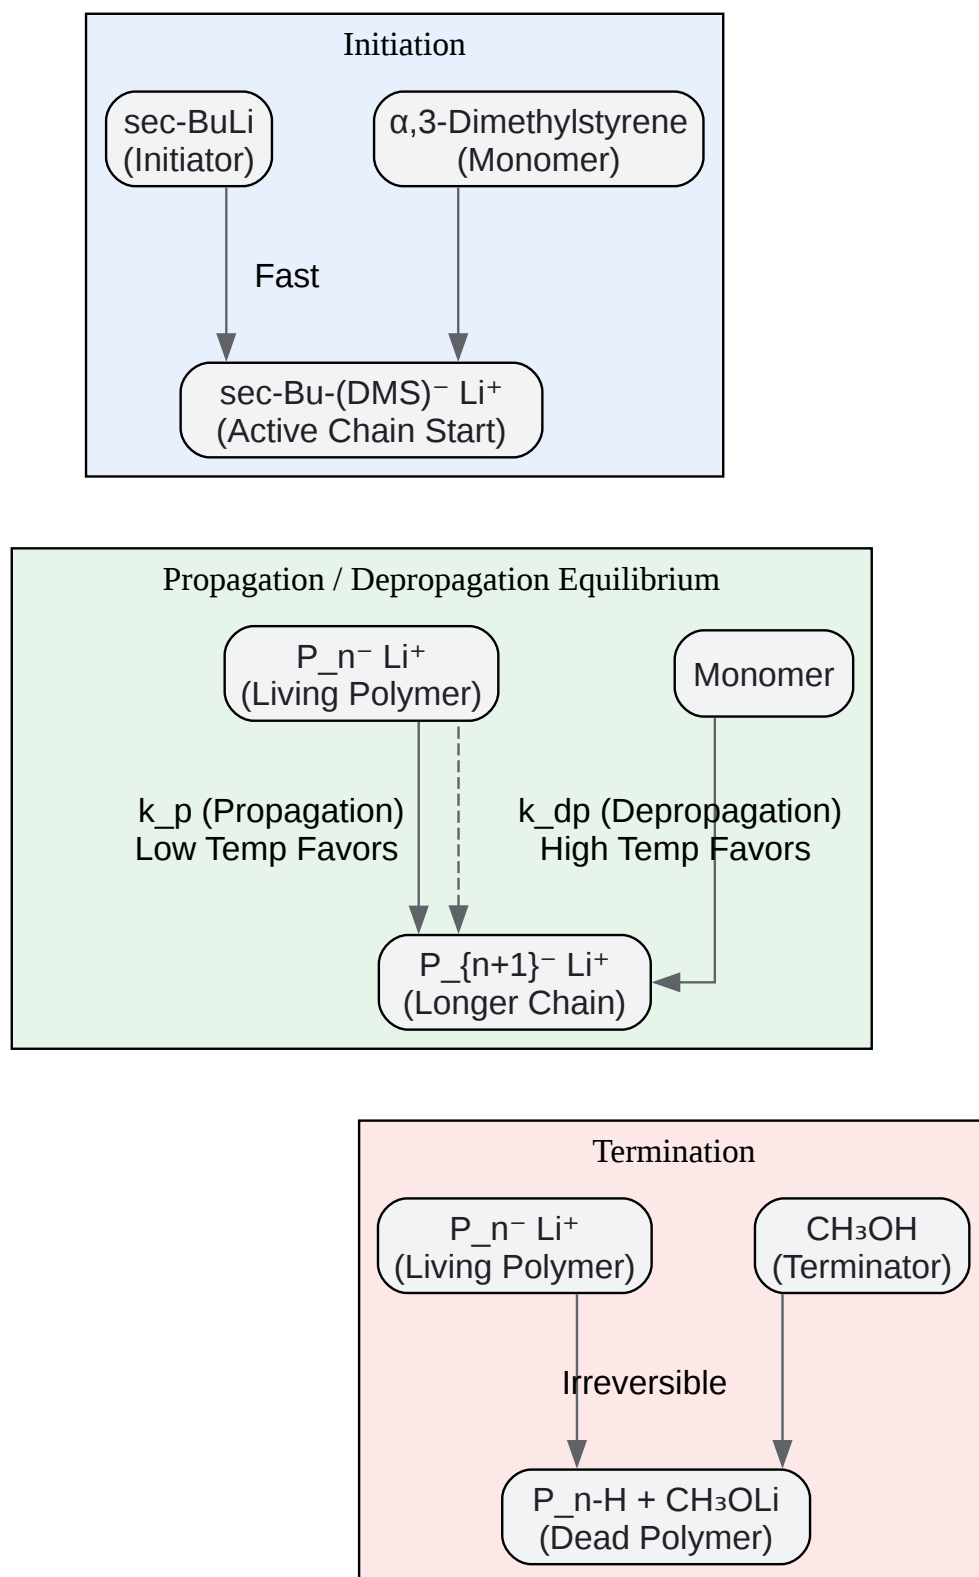 Initiation
sec-BuLi
(Initiator)
α,3-Dimethylstyrene
(Monomer)
Fast
sec-Bu-(DMS)⁻ Li⁺
(Active Chain Start)
Propagation / Depropagation Equilibrium
P_n⁻ Li⁺
(Living Polymer)
Monomer
k_p (Propagation)
Low Temp Favors
k_dp (Depropagation)
High Temp Favors
P_{n+1}⁻ Li⁺
(Longer Chain)
Termination
P_n⁻ Li⁺
(Living Polymer)
CH₃OH
(Terminator)
Irreversible
P_n-H + CH₃OLi
(Dead Polymer)